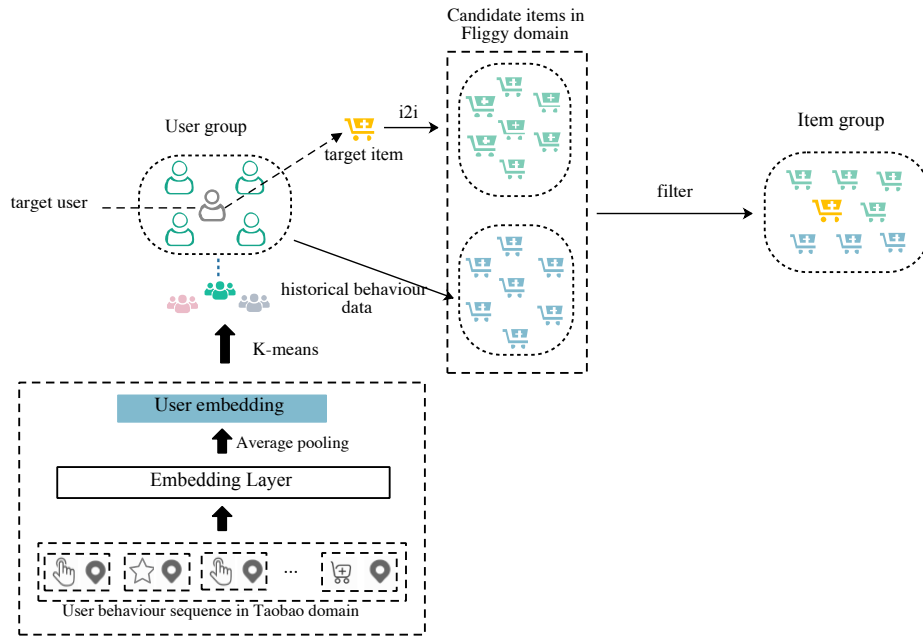 Candidate items in
Fliggy domain
i2i
User group
target item
Item group
filter
target user
historical behaviour
data
K-means
User embedding
Average pooling
Embedding Layer
...
User behaviour sequence in Taobao domain